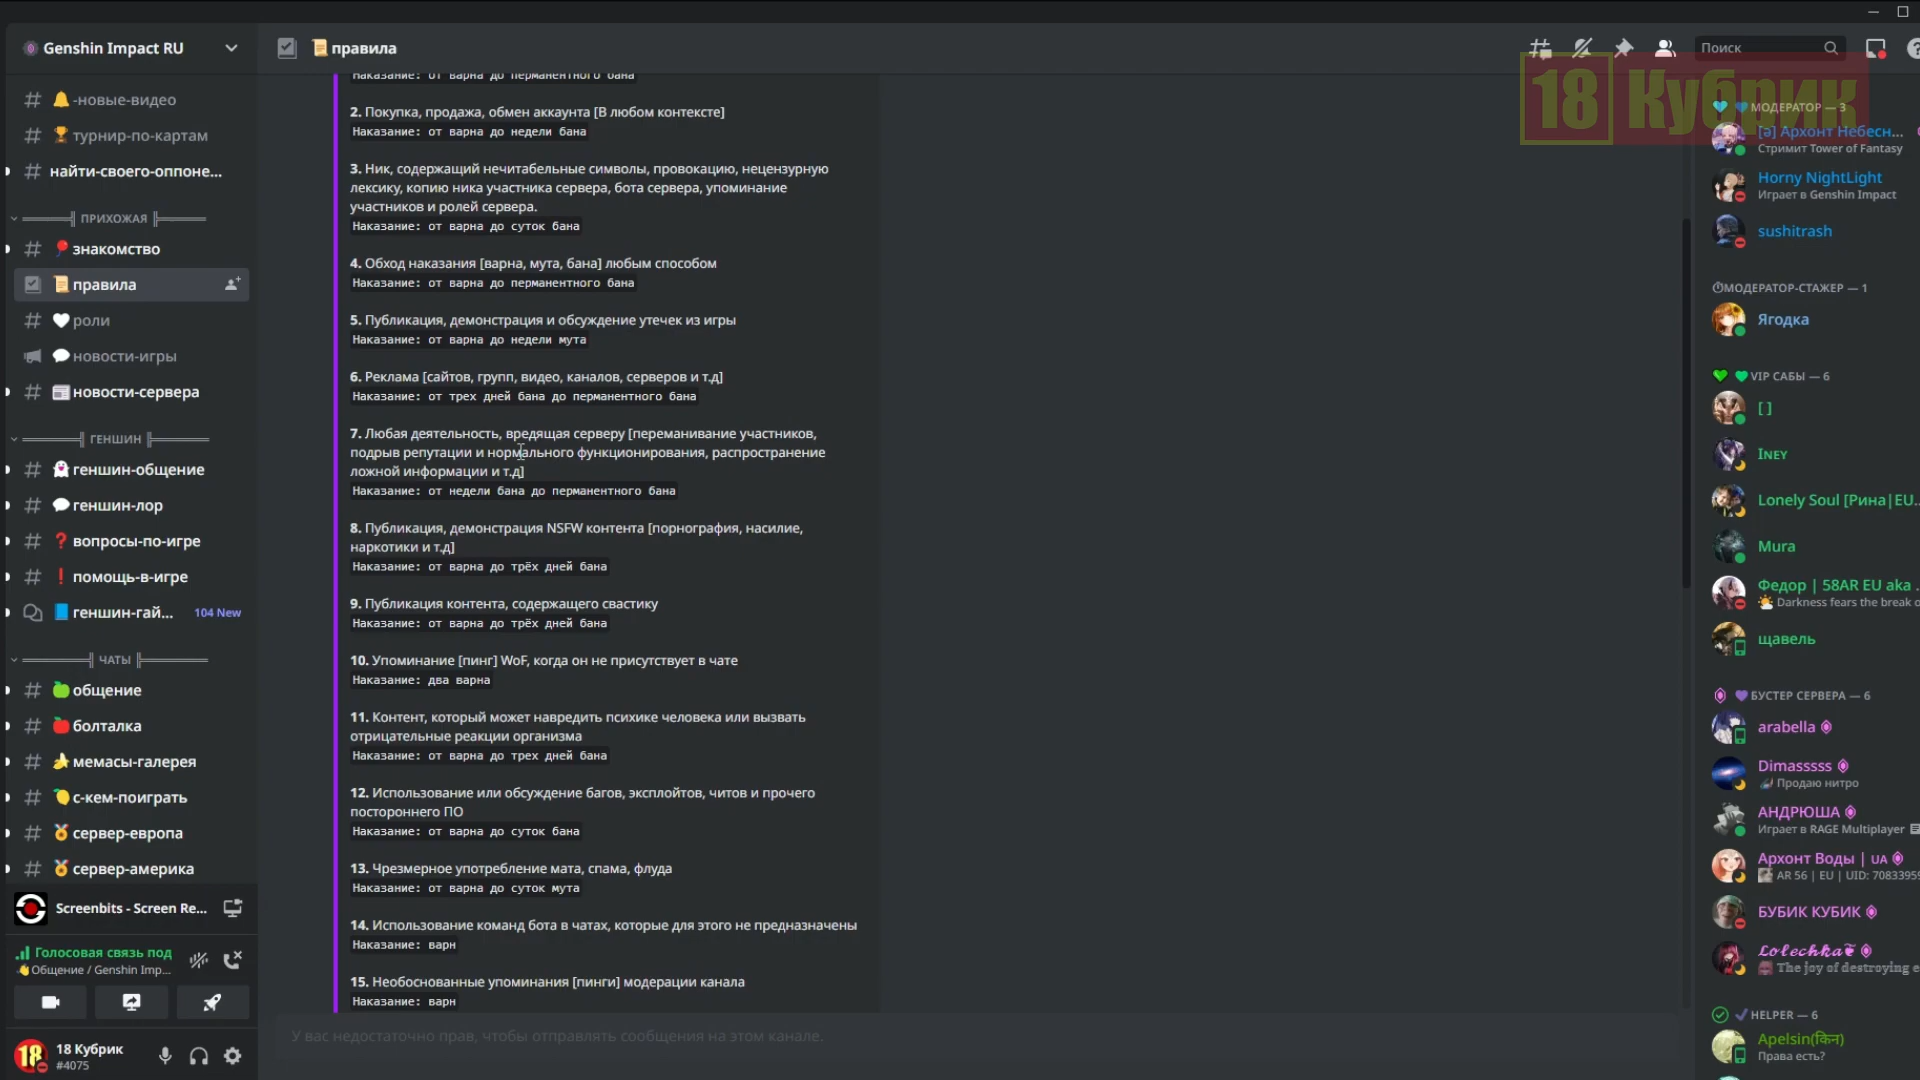 Genshin Impact RU
-новые-видео
турнир-по-картам
найти-своего-оппоне...
ПРИХОЖАЯ
знакомство
правила
роли
новости-игры
новости-сервера
ГЕНШИН
геншин-общение
геншин-лор
вопросы-по-игре
помощь-в-игре
геншин-гай... 104 New
ЧАТЫ
общение
болталка
мемасы-галерея
с-кем-поиграть
сервер-европа
сервер-америка
Screenbits - Screen Re...
Голосовая связь под
Общение / Genshin Imp...
18 Кубрик
#4075
правила
Наказание: от варна до перманентного бана
2. Покупка, продажа, обмен аккаунта [В любом контексте]
Наказание: от варна до недели бана
3. Ник, содержащий нечитабельные символы, провокацию, нецензурную
лексику, копию ника участника сервера, бота сервера, упоминание
участников и ролей сервера.
Наказание: от варна до суток бана
4. Обход наказания [варна, мута, бана] любым способом
Наказание: от варна до перманентного бана
5. Публикация, демонстрация и обсуждение утечек из игры
Наказание: от варна до недели мута
6. Реклама [сайтов, групп, видео, каналов, серверов и т.д]
Наказание: от трех дней бана до перманентного бана
7. Любая деятельность, вредящая серверу [переманивание участников,
подрыв репутации и нормального функционирования, распространение
ложной информации и т.д]
Наказание: от недели бана до перманентного бана
8. Публикация, демонстрация NSFW контента [порнография, насилие,
наркотики и т.д]
Наказание: от варна до трёх дней бана
9. Публикация контента, содержащего свастику
Наказание: от варна до трёх дней бана
10. Упоминание [пинг] WoF, когда он не присутствует в чате
Наказание: два варна
11. Контент, который может навредить психике человека или вызвать
отрицательные реакции организма
Наказание: от варна до трех дней бана
12. Использование или обсуждение багов, эксплойтов, читов и прочего
постороннего ПО
Наказание: от варна до суток бана
13. Чрезмерное употребление мата, спама, флуда
Наказание: от варна до суток мута
14. Использование команд бота в чатах, которые для этого не предназначены
Наказание: варн
15. Необоснованные упоминания [пинги] модерации канала
Наказание: варн
У вас недостаточно прав, чтобы отправлять сообщения на этом канале.
Поиск
18 Кубрик
МОДЕРАТОР — 3
[ə] Архонт Небесн...
Стримит Tower of Fantasy
Horny NightLight
Играет в Genshin Impact
sushitrash
МОДЕРАТОР-СТАЖЕР — 1
Ягодка
VIP САБЫ — 6
[ ]
Iney
Lonely Soul [Рина|EU...
Mura
Федор | 58AR EU aka ...
Darkness fears the break o
щавель
БУСТЕР СЕРВЕРА — 6
arabella
Dimasssss
Продаю нитро
АНДРЮША
Играет в RAGE Multiplayer
Архонт Воды | UA
AR 56 | EU | UID: 7083395
БУБИК КУБИК
𝓛𝓸𝓵𝓮𝓬𝓱𝓴𝓪
The joy of destroying e
HELPER — 6
Apelsin(किन)
Права есть?